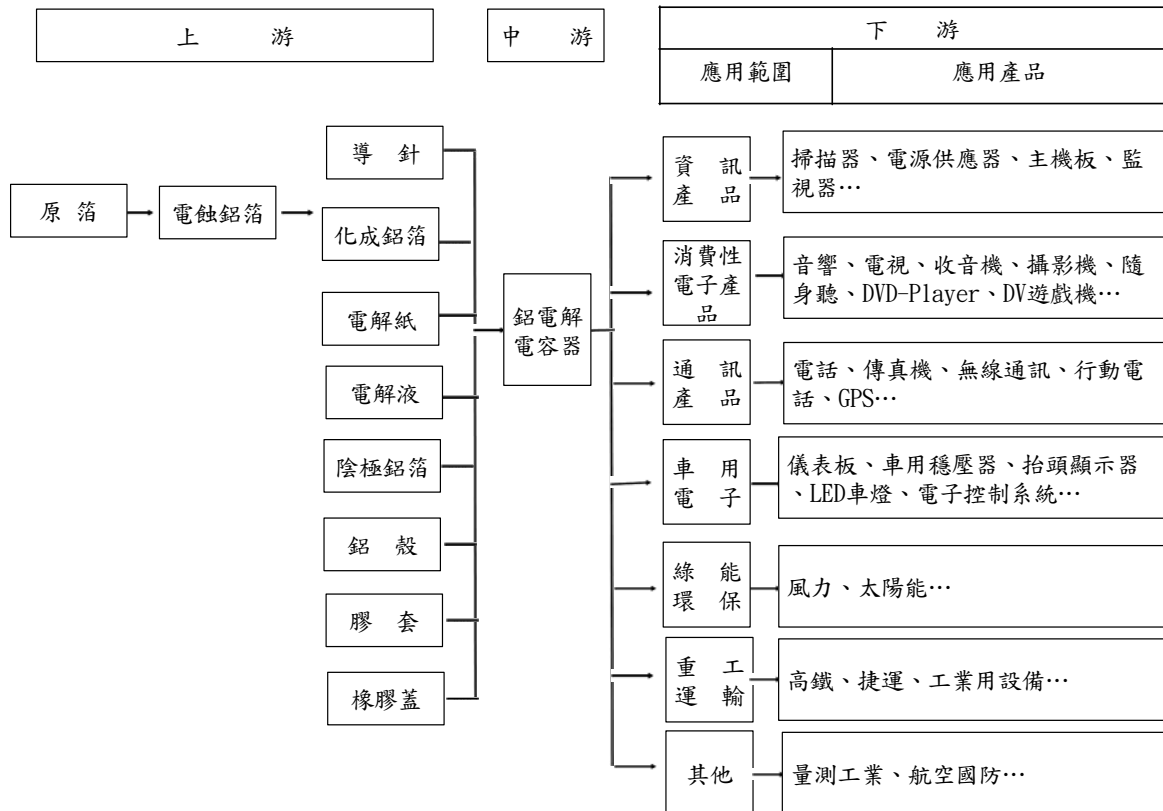 上 游
中 游
下 游
應用範圍
應用產品
原 箔
電蝕鋁箔
導 針
化成鋁箔
電解紙
電解液
陰極鋁箔
鋁 殼
膠 套
橡膠蓋
鋁電解
電容器
資 訊
產 品
掃描器、電源供應器、主機板、監
視器…
消費性
電子產
品
音響、電視、收音機、攝影機、隨
身聽、DVD-Player、DV遊戲機…
通 訊
產 品
電話、傳真機、無線通訊、行動電
話、GPS…
車 用
電 子
儀表板、車用穩壓器、抬頭顯示器
、LED車燈、電子控制系統…
綠 能
環 保
風力、太陽能…
重 工
運 輸
高鐵、捷運、工業用設備…
其他
量測工業、航空國防…